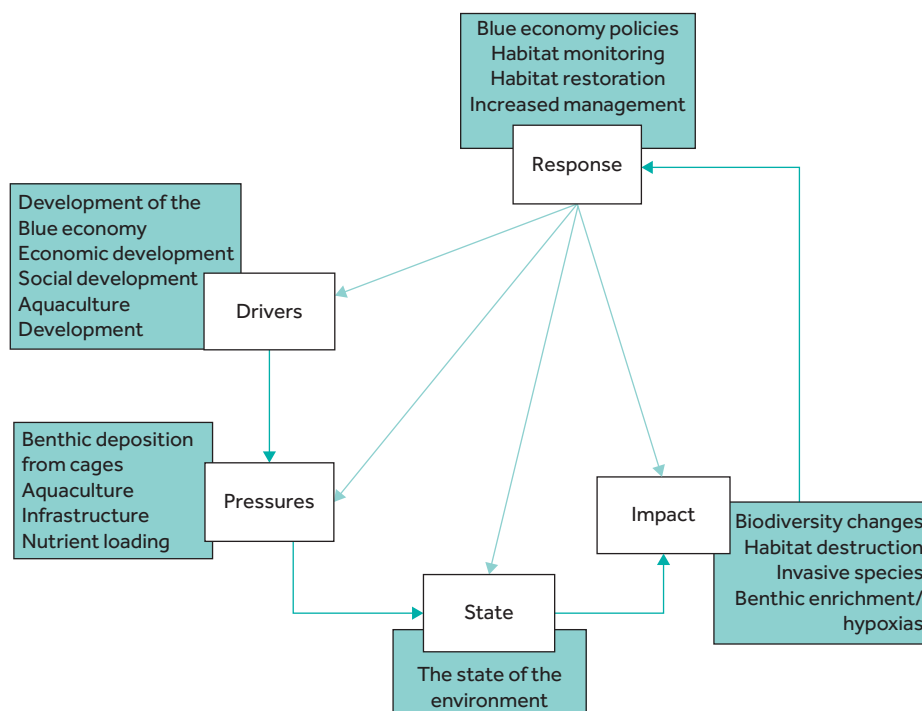 Blue economy policies
Habitat monitoring
Habitat restoration
Increased management
Response
Development of the
Blue economy
Economic development
Social development
Aquaculture
Development
Drivers
Benthic deposition
from cages
Aquaculture
Infrastructure
Nutrient loading
Pressures
Impact
Biodiversity changes
Habitat destruction
Invasive species
Benthic enrichment/
hypoxias
State
The state of the
environment